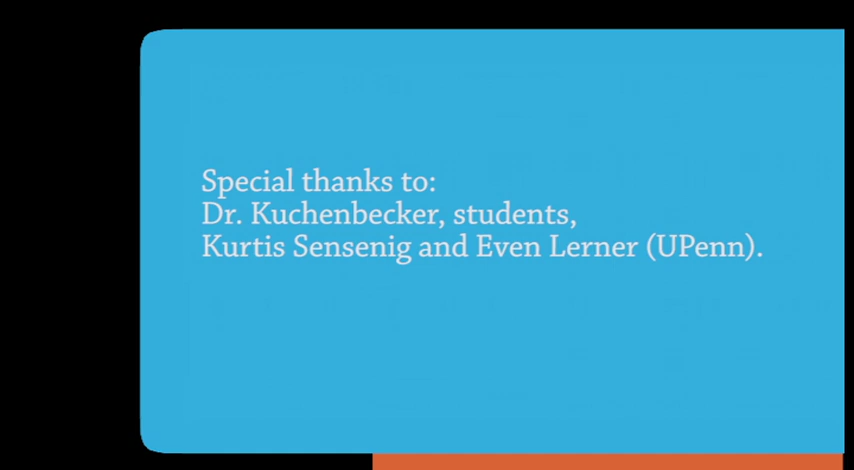 Special thanks to:
Dr. Kuchenbecker, students,
Kurtis Sensenig and Even Lerner (UPenn).